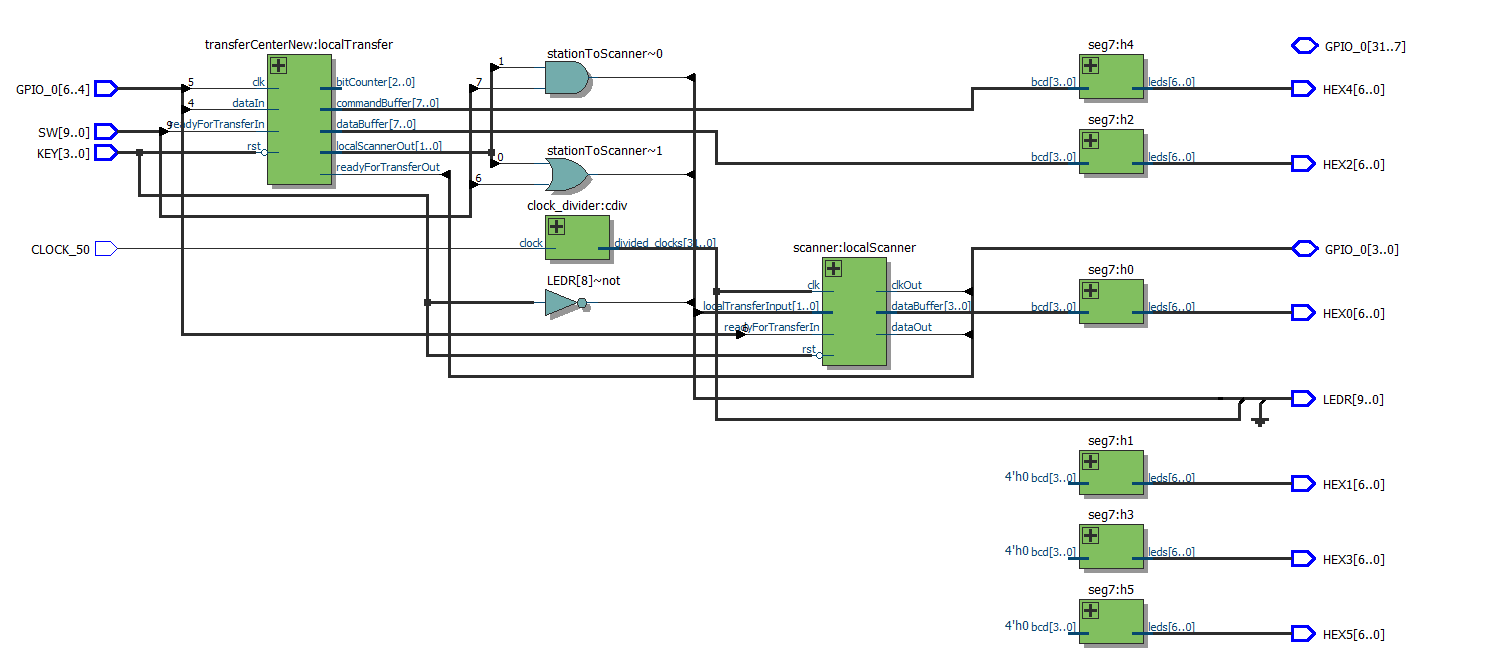 transferCenterNew:localTransfer
GPIO_0[6..4]
SW[9..0]
KEY[3..0]
CLOCK_50
5
4
9
clk
dataIn
readyForTransferIn
rst
bitCounter[2..0]
commandBuffer[7..0]
dataBuffer[7..0]
localScannerOut[1..0]
readyForTransferOut
stationToScanner~0
1
7
stationToScanner~1
0
6
clock_divider:cdiv
clock
divided_clocks[31..0]
LEDR[8]~not
scanner:localScanner
clk
localTransferInput[1..0]
6
readyForTransferIn
rst
clkOut
dataBuffer[3..0]
dataOut
seg7:h4
bcd[3..0]
leds[6..0]
seg7:h2
bcd[3..0]
leds[6..0]
seg7:h0
bcd[3..0]
leds[6..0]
GPIO_0[31..7]
HEX4[6..0]
HEX2[6..0]
GPIO_0[3..0]
HEX0[6..0]
LEDR[9..0]
seg7:h1
4'h0 bcd[3..0]
leds[6..0]
HEX1[6..0]
seg7:h3
4'h0 bcd[3..0]
leds[6..0]
HEX3[6..0]
seg7:h5
4'h0 bcd[3..0]
leds[6..0]
HEX5[6..0]